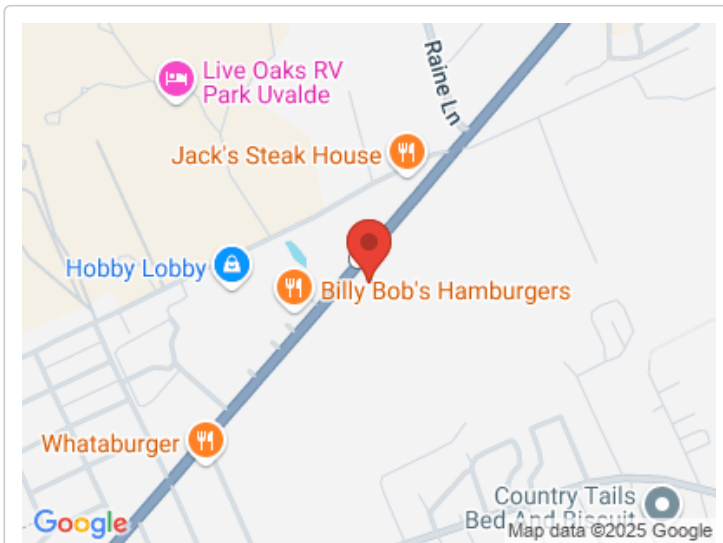 Live Oaks RV
Park Uvalde
Raine Ln
Jack's Steak House
Hobby Lobby
Billy Bob's Hamburgers
Whataburger
Country Tails
Bed And Biscuit
Google
Map data ©2025 Google